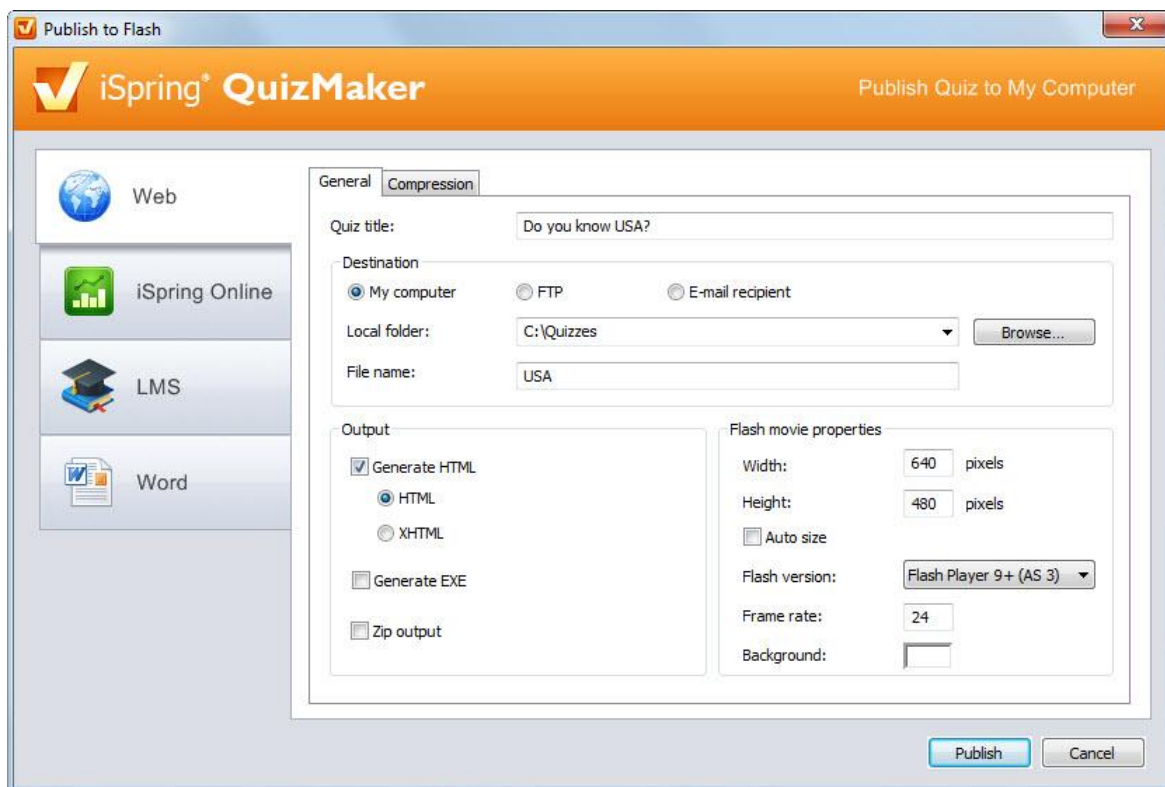 Publish to Flash
iSpring® QuizMaker
Publish Quiz to My Computer
Web
iSpring Online
LMS
Word
General Compression
Quiz title: Do you know USA?
Destination
My computer FTP E-mail recipient
Local folder: C:\Quizzes Browse...
File name: USA
Output
Generate HTML
HTML
XHTML
Generate EXE
Zip output
Flash movie properties
Width: 640 pixels
Height: 480 pixels
Auto size
Flash version: Flash Player 9+ (AS 3)
Frame rate: 24
Background:
Publish Cancel